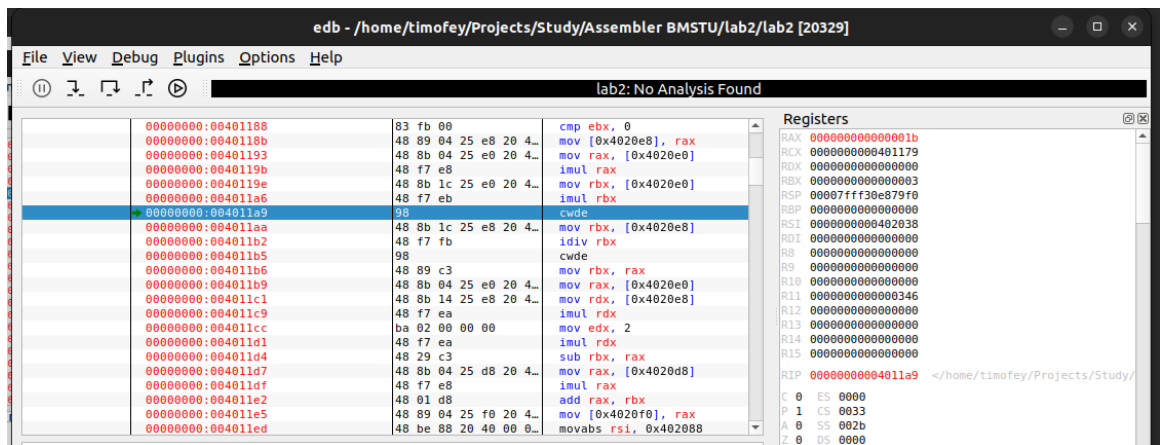 edb - /home/timofey/Projects/Study/Assembler BMSTU/lab2/lab2 [20329]
File View Debug Plugins Options Help
lab2: No Analysis Found
Registers
00000000:00401188 83 fb 00 cmp ebx, 0
00000000:0040118b 48 89 04 25 e8 20 4… mov [0x4020e8], rax
00000000:00401193 48 8b 04 25 e0 20 4… mov rax, [0x4020e0]
00000000:0040119b 48 f7 e8 imul rax
00000000:0040119e 48 8b 1c 25 e0 20 4… mov rbx, [0x4020e0]
00000000:004011a6 48 f7 eb imul rbx
00000000:004011a9 98 cwde
00000000:004011aa 48 8b 1c 25 e8 20 4… mov rbx, [0x4020e8]
00000000:004011b2 48 f7 fb idiv rbx
00000000:004011b5 98 cwde
00000000:004011b6 48 89 c3 mov rbx, rax
00000000:004011b9 48 8b 04 25 e0 20 4… mov rax, [0x4020e0]
00000000:004011c1 48 8b 14 25 e8 20 4… mov rdx, [0x4020e8]
00000000:004011c9 48 f7 ea imul rdx
00000000:004011cc ba 02 00 00 00 mov edx, 2
00000000:004011d1 48 f7 ea imul rdx
00000000:004011d4 48 29 c3 sub rbx, rax
00000000:004011d7 48 8b 04 25 d8 20 4… mov rax, [0x4020d8]
00000000:004011df 48 f7 e8 imul rax
00000000:004011e2 48 01 d8 add rax, rbx
00000000:004011e5 48 89 04 25 f0 20 4… mov [0x4020f0], rax
00000000:004011ed 48 be 88 20 40 00 0… movabs rsi, 0x402088
RAX 000000000000001b
RCX 0000000000401179
RDX 0000000000000000
RBX 0000000000000003
RSP 00007fff30e879f0
RBP 0000000000000000
RSI 0000000000402038
RDI 0000000000000000
R8 0000000000000000
R9 0000000000000000
R10 0000000000000000
R11 0000000000000346
R12 0000000000000000
R13 0000000000000000
R14 0000000000000000
R15 0000000000000000
RIP 00000000004011a9 </home/timofey/Projects/Study/
C 0 ES 0000
P 1 CS 0033
A 0 SS 002b
Z 0 DS 0000